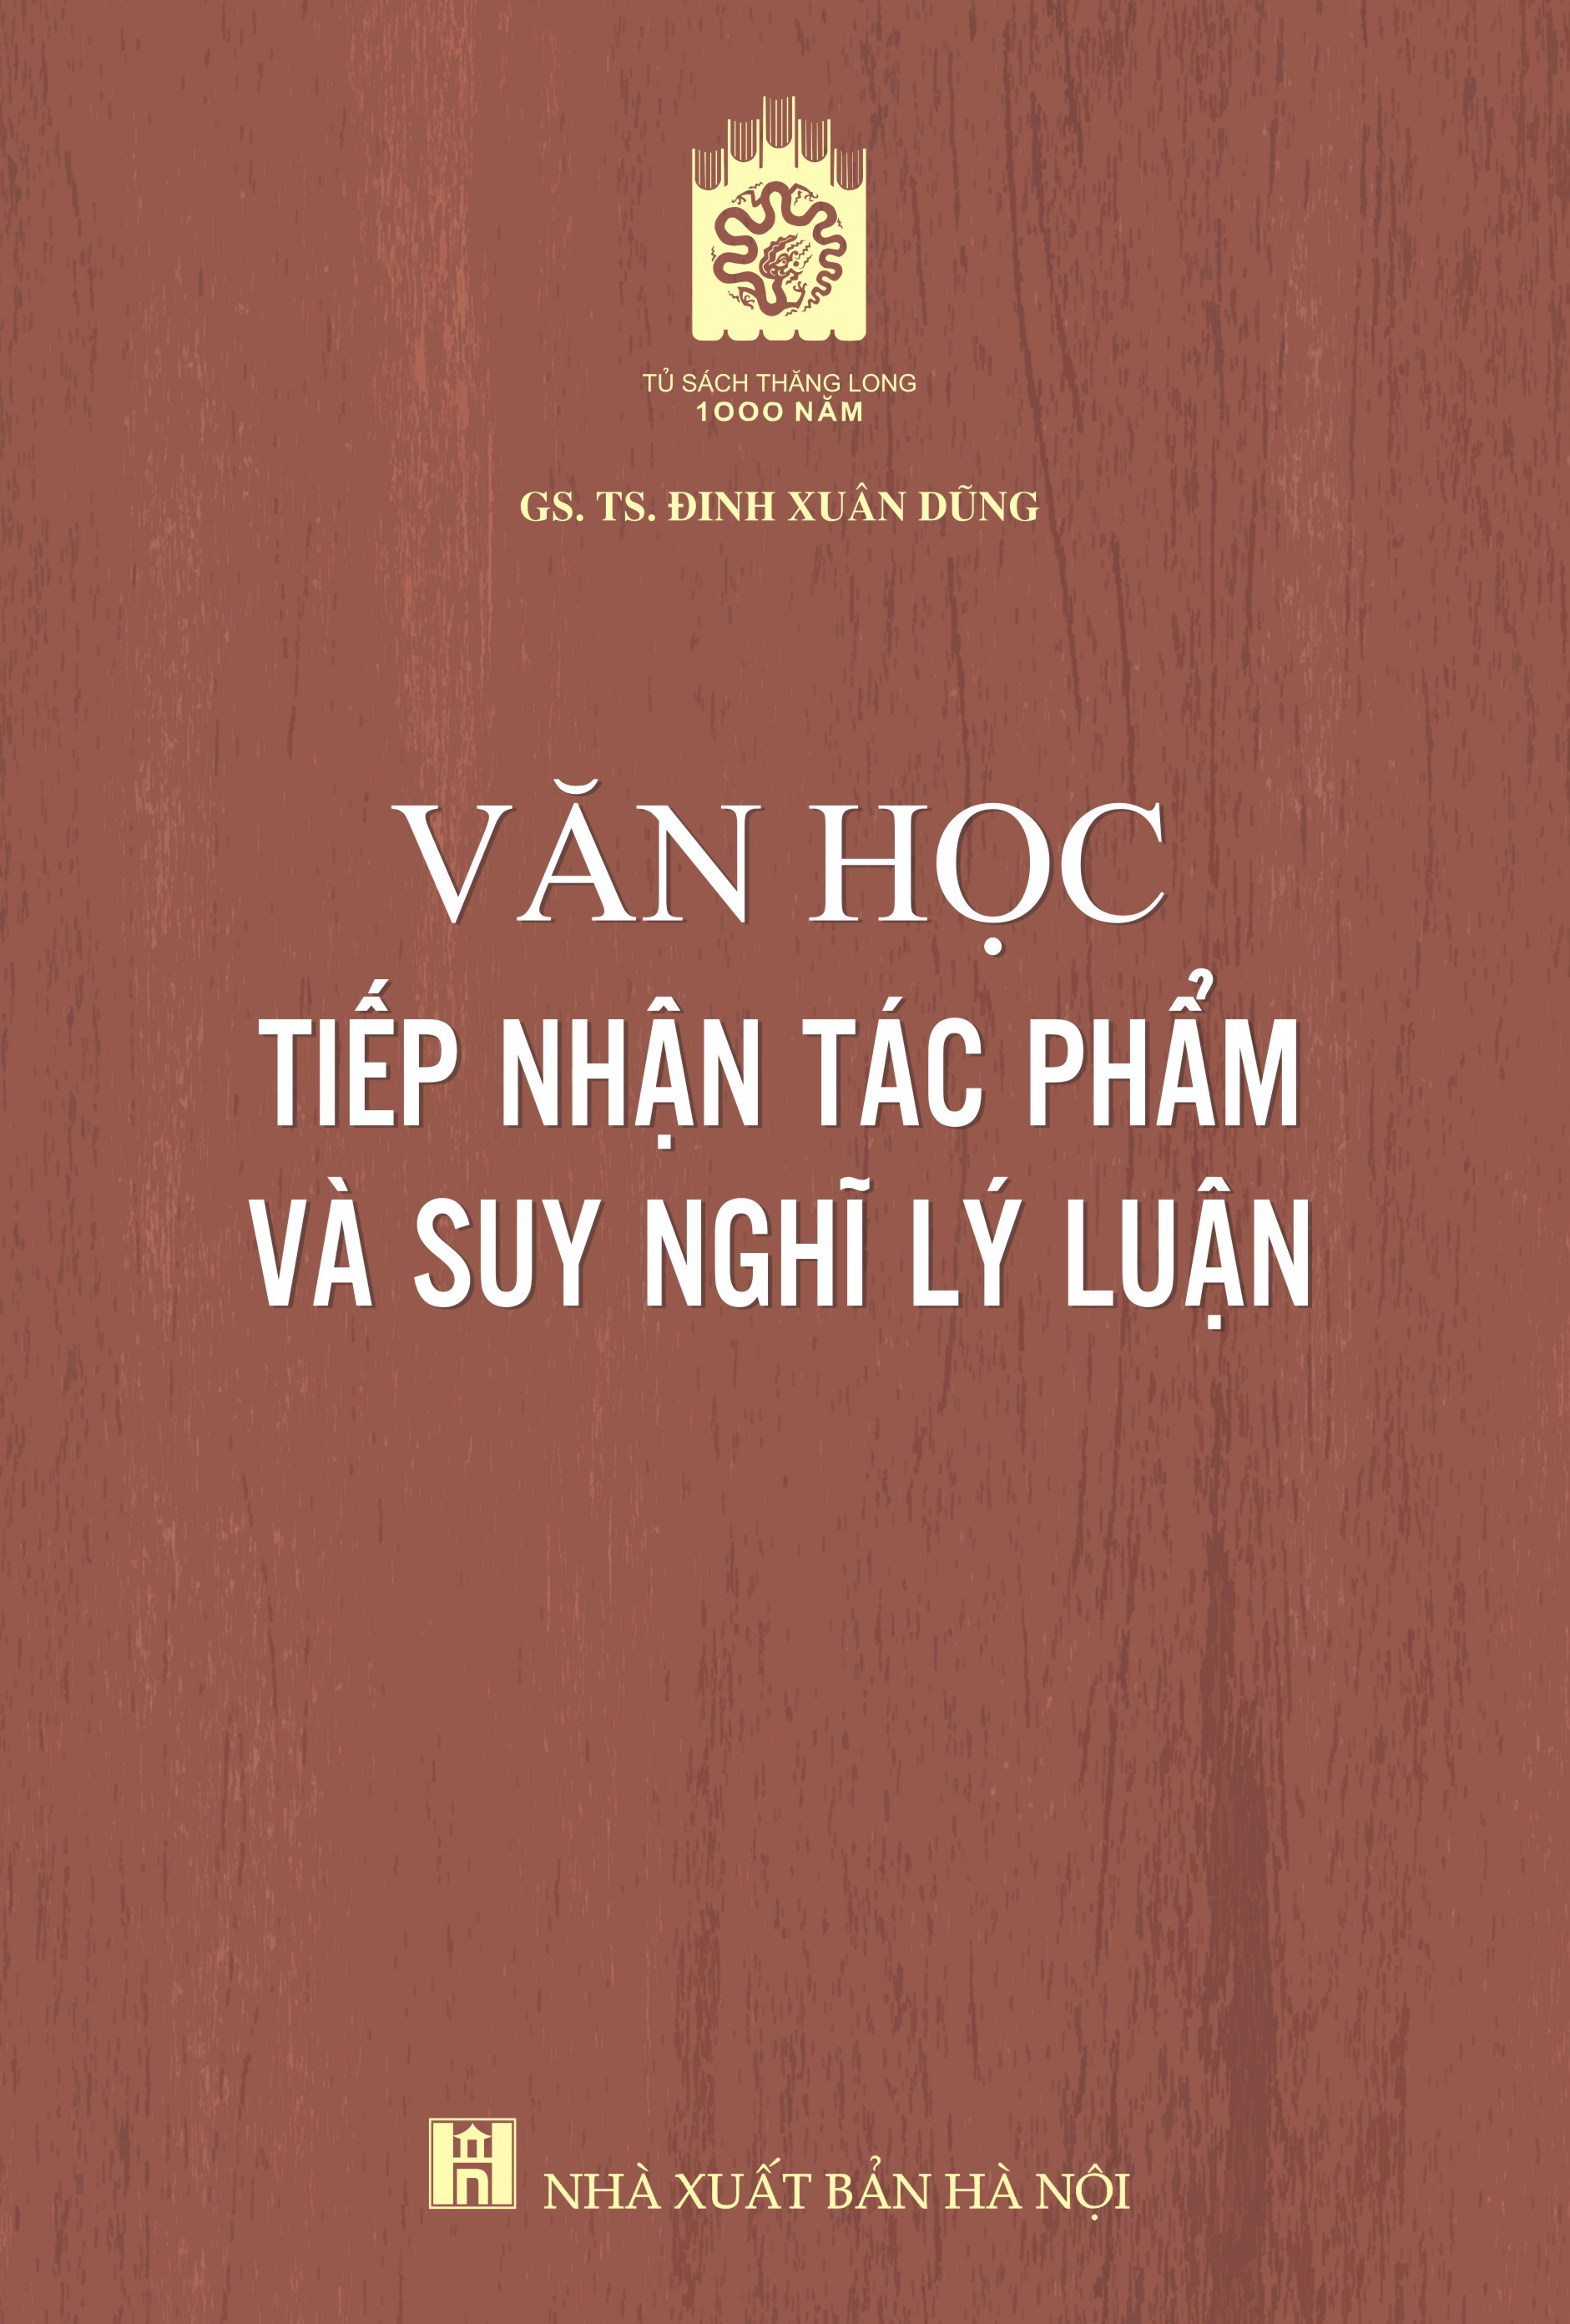 TỦ SÁCH THĂNG LONG
1000 NĂM
GS. TS. ĐINH XUÂN DŨNG
VĂN HỌC
TIẾP NHẬN TÁC PHẨM
VÀ SUY NGHĨ LÝ LUẬN
NHÀ XUẤT BẢN HÀ NỘI